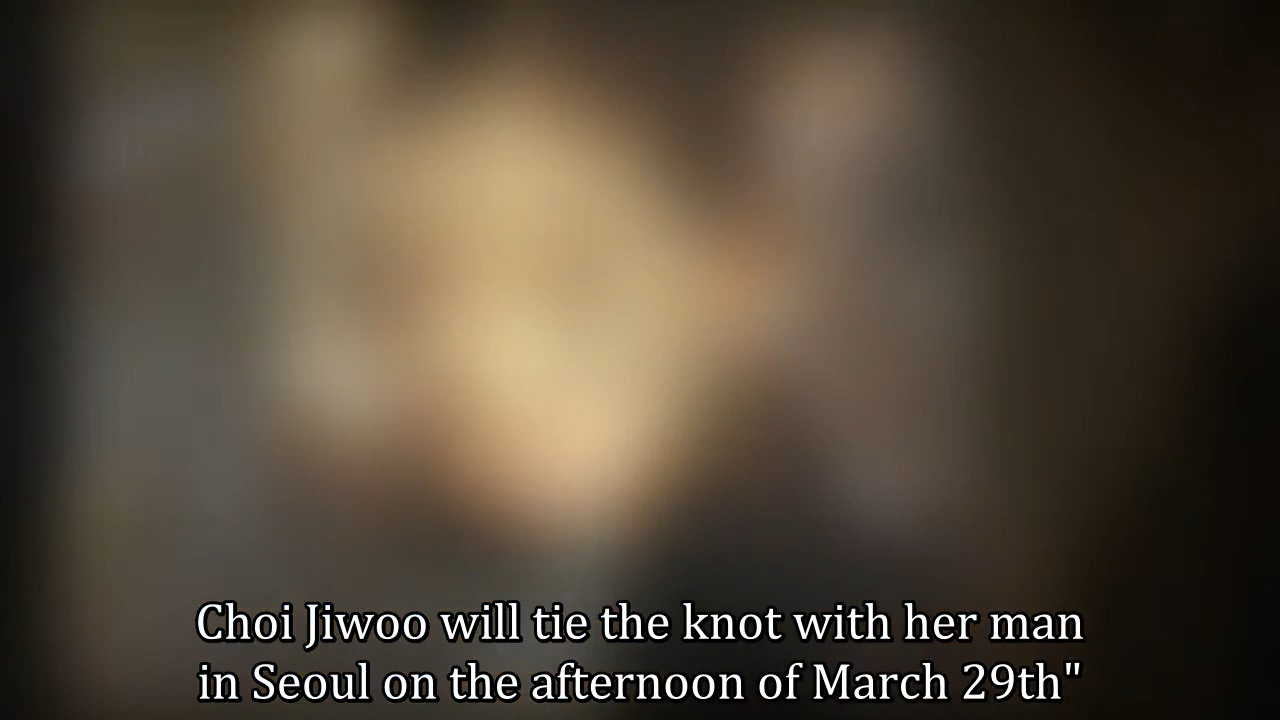 Choi Jiwoo will tie the knot with her man
in Seoul on the afternoon of March 29th"